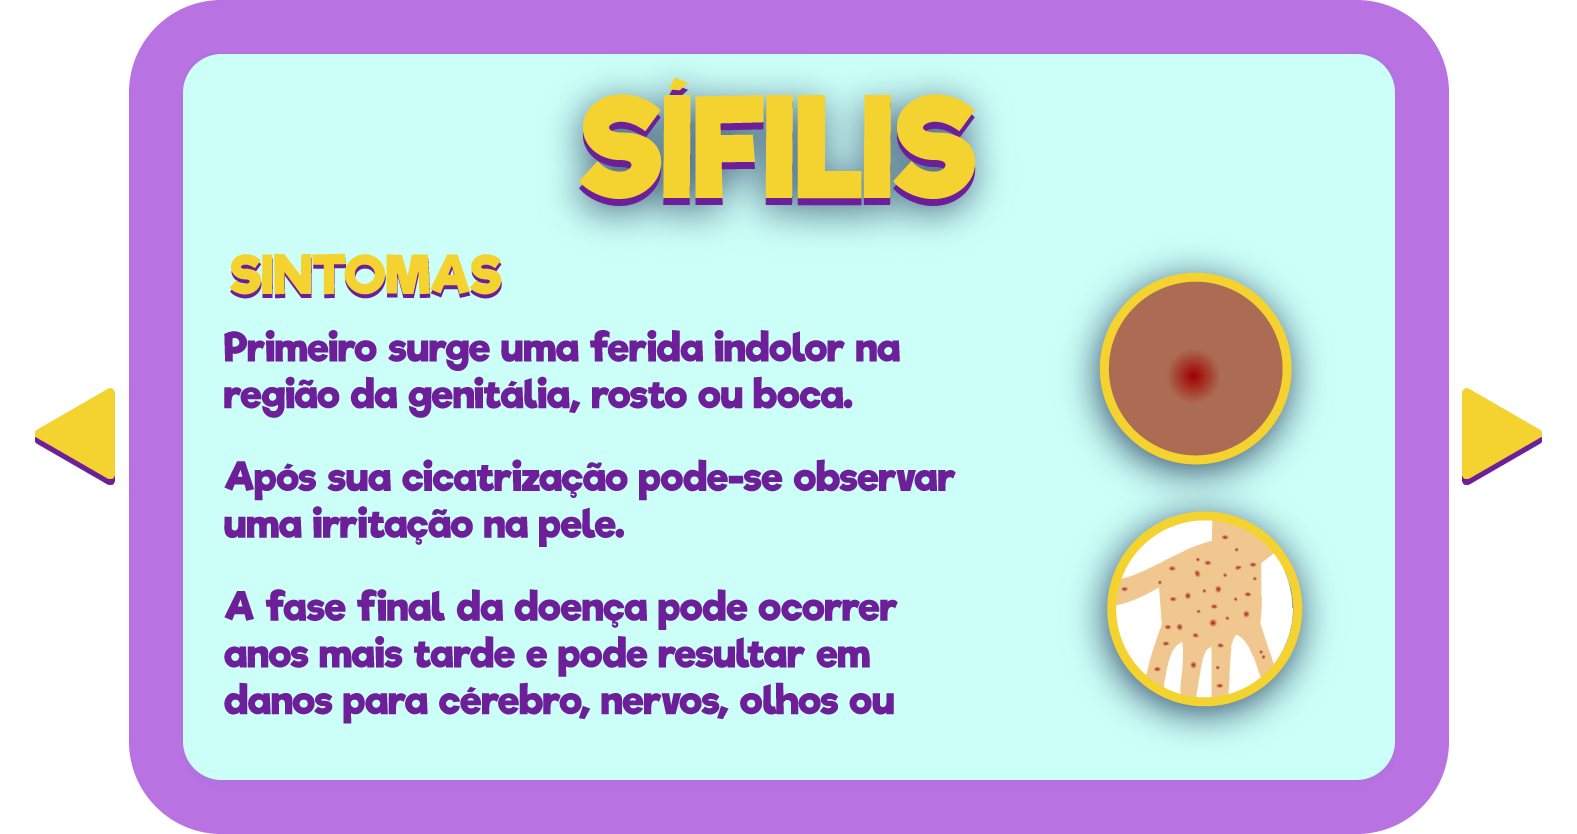 SÍFILIS
SINTOMAS
Primeiro surge uma ferida indolor na
região da genitália, rosto ou boca.
Após sua cicatrização pode-se observar
uma irritação na pele.
A fase final da doença pode ocorrer
anos mais tarde e pode resultar em
danos para cérebro, nervos, olhos ou